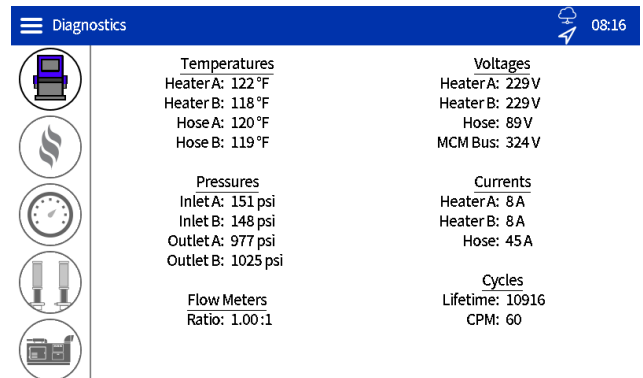 Diagnostics
08:16
Temperatures
Heater A: 122 °F
Heater B: 118 °F
Hose A: 120 °F
Hose B: 119 °F
Pressures
Inlet A: 151 psi
Inlet B: 148 psi
Outlet A: 977 psi
Outlet B: 1025 psi
Flow Meters
Ratio: 1.00 :1
Voltages
Heater A: 229 V
Heater B: 229 V
Hose: 89 V
MCM Bus: 324 V
Currents
Heater A: 8 A
Heater B: 8 A
Hose: 45 A
Cycles
Lifetime: 10916
CPM: 60